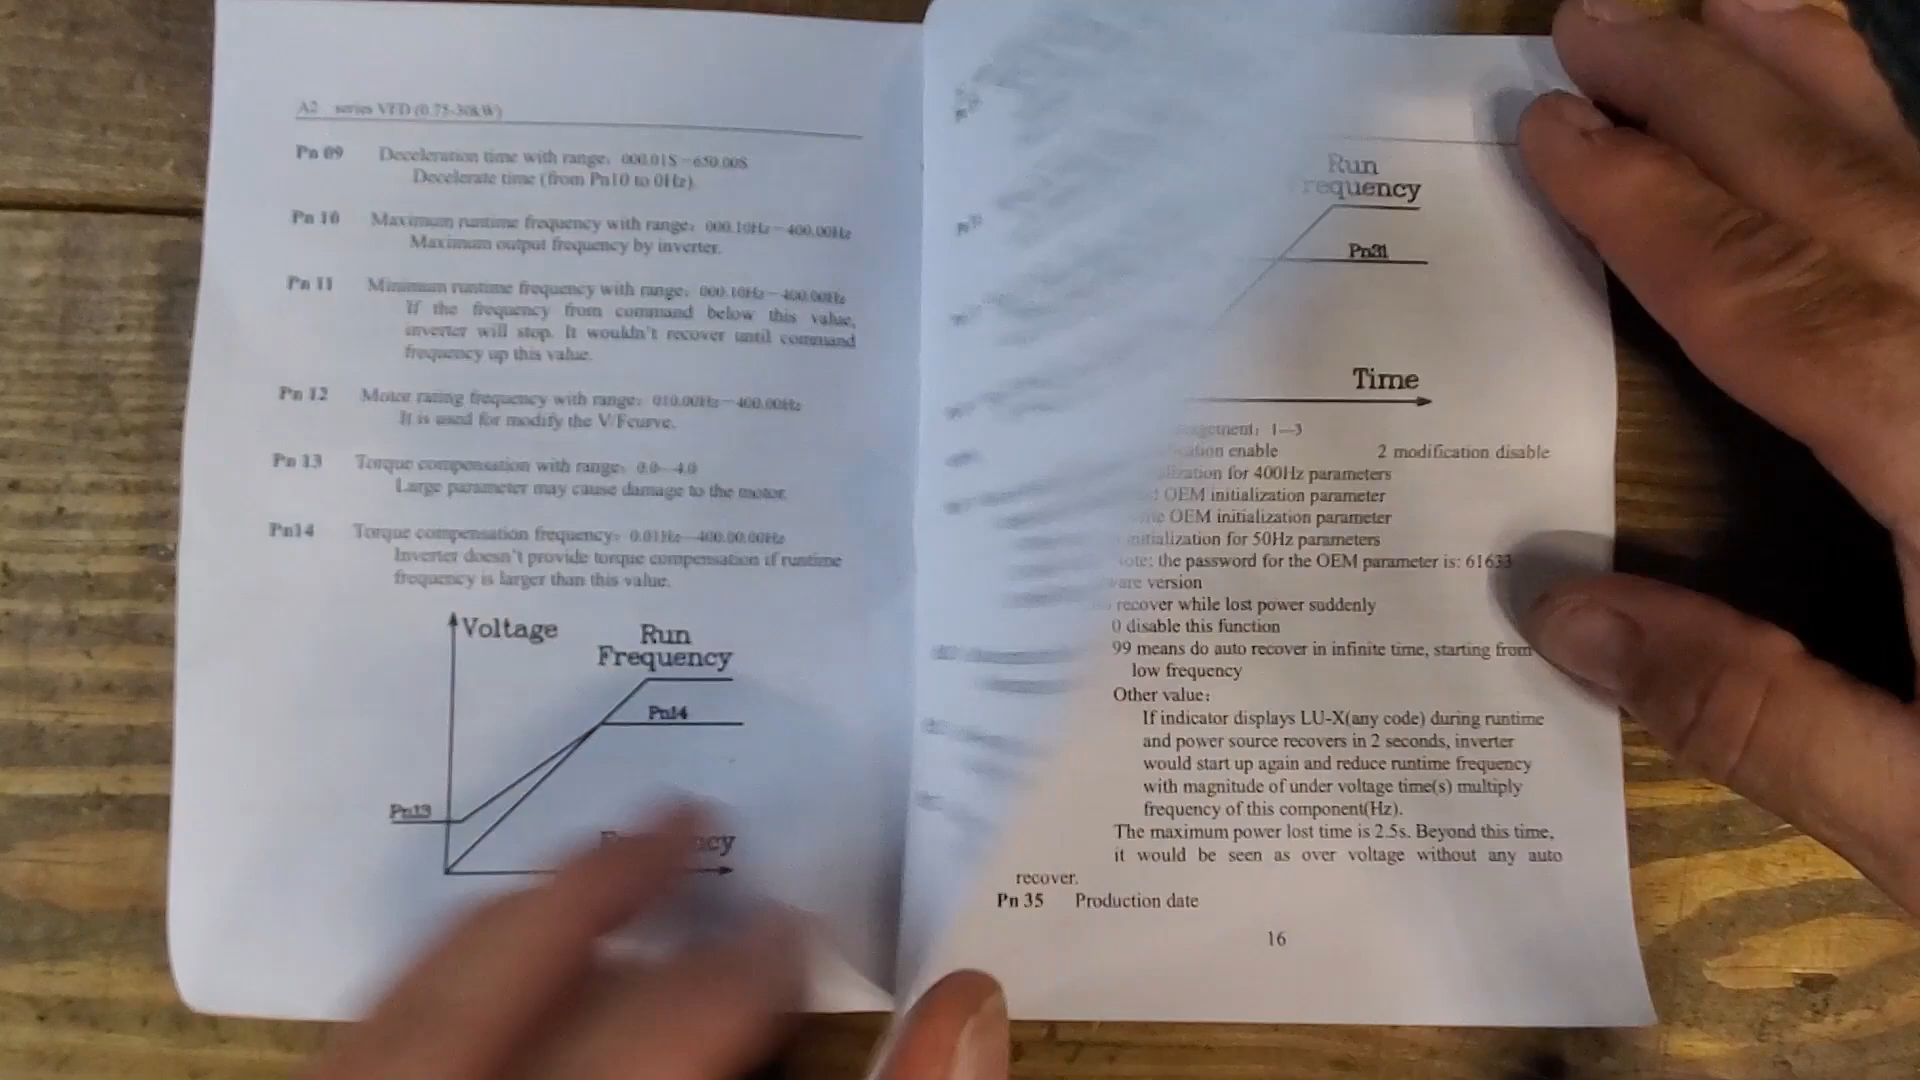 A2 series VFD (0.75-30kW)
Pn 09 Deceleration time with range: 000.01S-650.00S
Decelerate time (from Pn10 to 0Hz).
Pn 10 Maximum runtime frequency with range: 000.10Hz-400.00Hz
Maximum output frequency by inverter.
Pn 11 Minimum runtime frequency with range: 000.10Hz-400.00Hz
If the frequency from command below this value,
inverter will stop. It wouldn't recover until command
frequency up this value.
Pn 12 Motor rating frequency with range: 010.00Hz-400.00Hz
It is used for modify the V/Fcurve.
Pn 13 Torque compensation with range: 0.0-4.0
Large parameter may cause damage to the motor.
Pn14 Torque compensation frequency: 0.01Hz-400.00.00Hz
Inverter doesn't provide torque compensation if runtime
frequency is larger than this value.
Voltage
Run
Frequency
Pn14
Pn13
Run
requency
Pn31
Time
1—3
enable 2 modification disable
for 400Hz parameters
OEM initialization parameter
OEM initialization parameter
initialization for 50Hz parameters
the password for the OEM parameter is: 61633
version
recover while lost power suddenly
0 disable this function
99 means do auto recover in infinite time, starting from
low frequency
Other value:
If indicator displays LU-X(any code) during runtime
and power source recovers in 2 seconds, inverter
would start up again and reduce runtime frequency
with magnitude of under voltage time(s) multiply
frequency of this component(Hz).
The maximum power lost time is 2.5s. Beyond this time,
it would be seen as over voltage without any auto
recover.
Pn 35 Production date
16